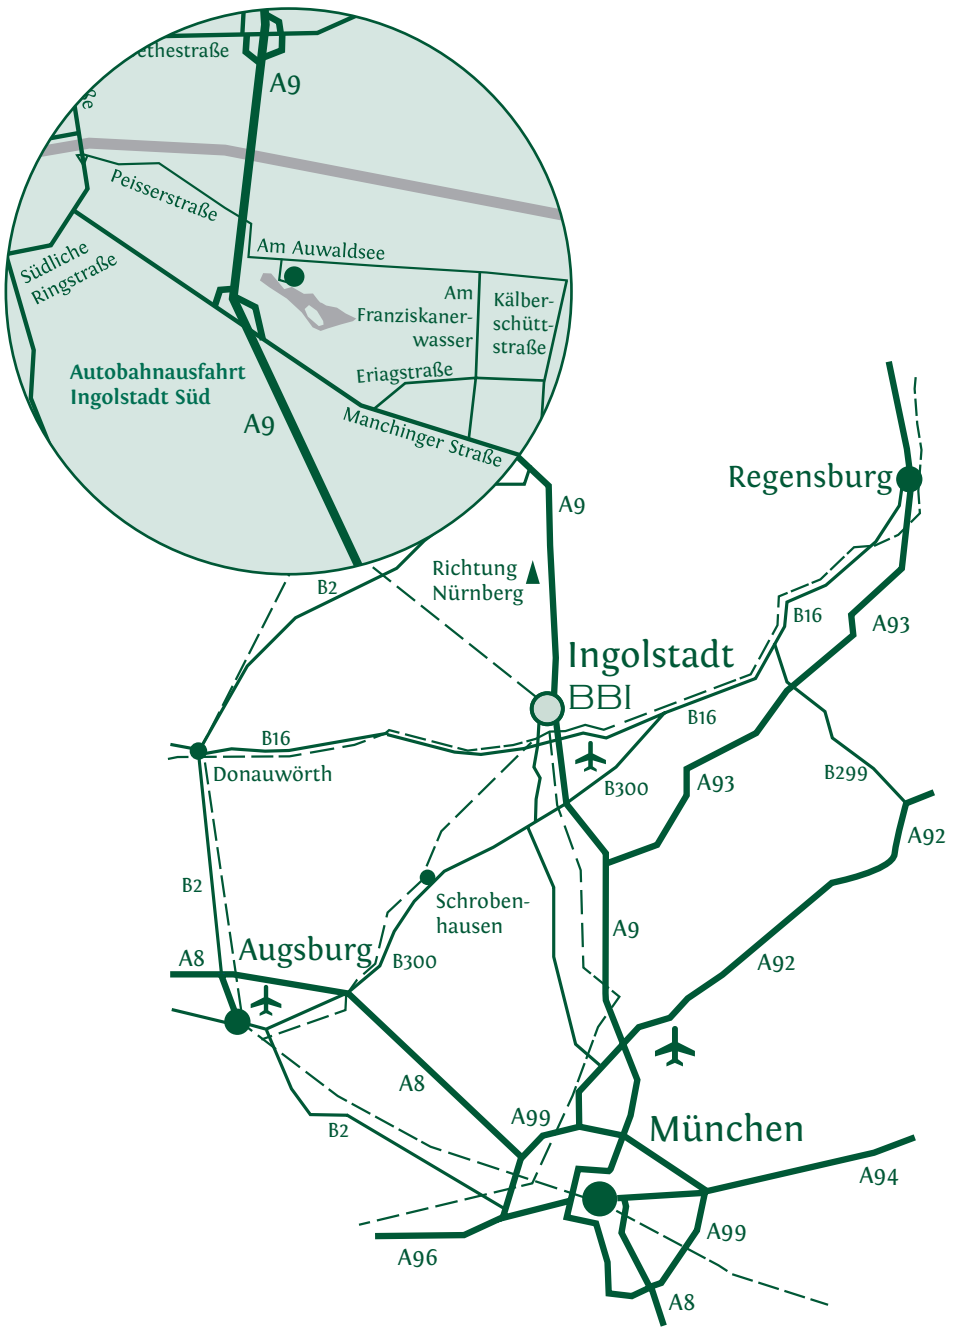 ethestraße
A9
ße
Peisserstraße
Am Auwaldsee
Südliche
Ringstraße
Am
Franziskaner-
wasser
Kälber-
schütt-
straße
Autobahnausfahrt
Ingolstadt Süd
Eriagstraße
A9
Manchinger Straße
Regensburg
A9
Richtung
Nürnberg
B2
B16
A93
Ingolstadt
BBI
B16
B16
Donauwörth
B300
A93
B299
A92
B2
Schroben-
hausen
A9
Augsburg
A8
B300
A92
A8
A99
B2
München
A94
A99
A96
A8